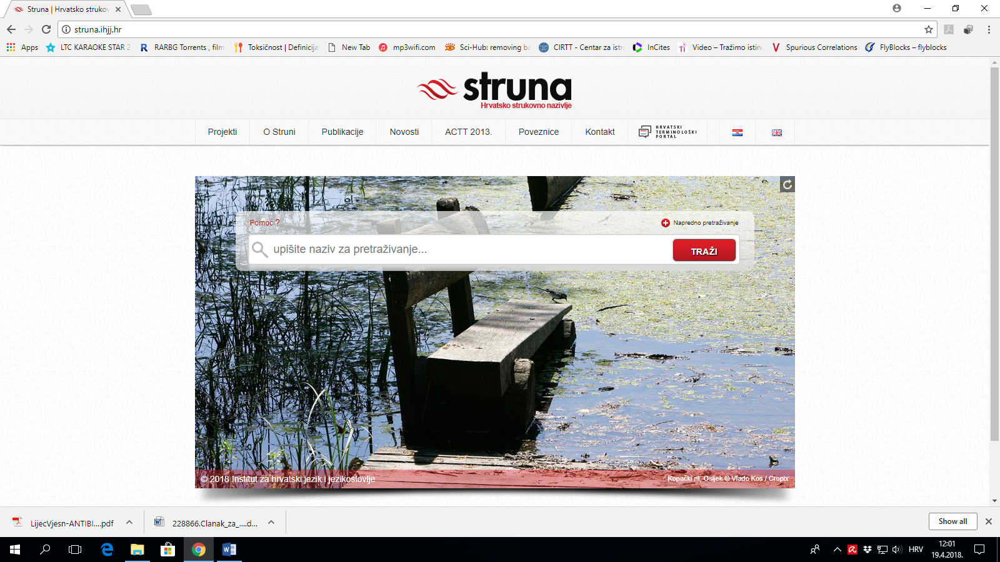 Struna | Hrvatsko strukov
struna.ihjj.hr
Apps LTC KARAOKE STAR 2 RARBG Torrents , film Toksičnost | Definicija New Tab mp3wifi.com Sci-Hub: removing ba CIRTT - Centar za istra InCites Video – Tražimo istinu Spurious Correlations FlyBlocks – flyblocks
struna
Hrvatsko strukovno nazivlje
Projekti O Struni Publikacije Novosti ACTT 2013. Poveznice Kontakt
HRVATSKI
TERMINOLOŠKI
PORTAL
Pomoć ? Napredno pretraživanje
upišite naziv za pretraživanje... TRAŽI
© 2018 Institut za hrvatski jezik i jezikoslovlje Kopački rit, Osijek © Vlado Kos / Cropix
LijecVjesn-ANTIBI....pdf 228866.Clanak_za_....d... Show all
HRV 12:01
19.4.2018.